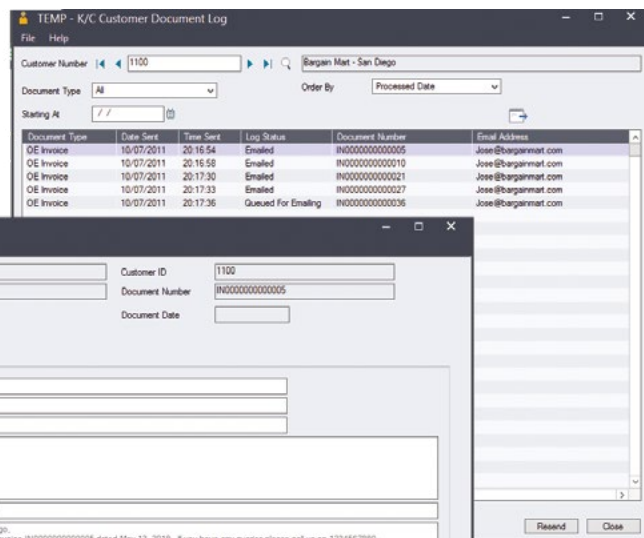 TEMP - K/C Customer Document Log
File Help
Customer Number 1100 Bargain Mart - San Diego
Document Type All Order By Processed Date
Starting At / /
Document Type Date Sent Time Sent Log Status Document Number Email Address
OE Invoice 10/07/2011 20:16:54 Emailed IN0000000000005 Jose@bargainmart.com
OE Invoice 10/07/2011 20:16:58 Emailed IN0000000000010 Jose@bargainmart.com
OE Invoice 10/07/2011 20:17:30 Emailed IN0000000000021 Jose@bargainmart.com
OE Invoice 10/07/2011 20:17:33 Emailed IN0000000000027 Jose@bargainmart.com
OE Invoice 10/07/2011 20:17:36 Queued For Emailing IN0000000000036 Jose@bargainmart.com
Customer ID 1100
Document Number IN0000000000005
Document Date
go,
Resend Close